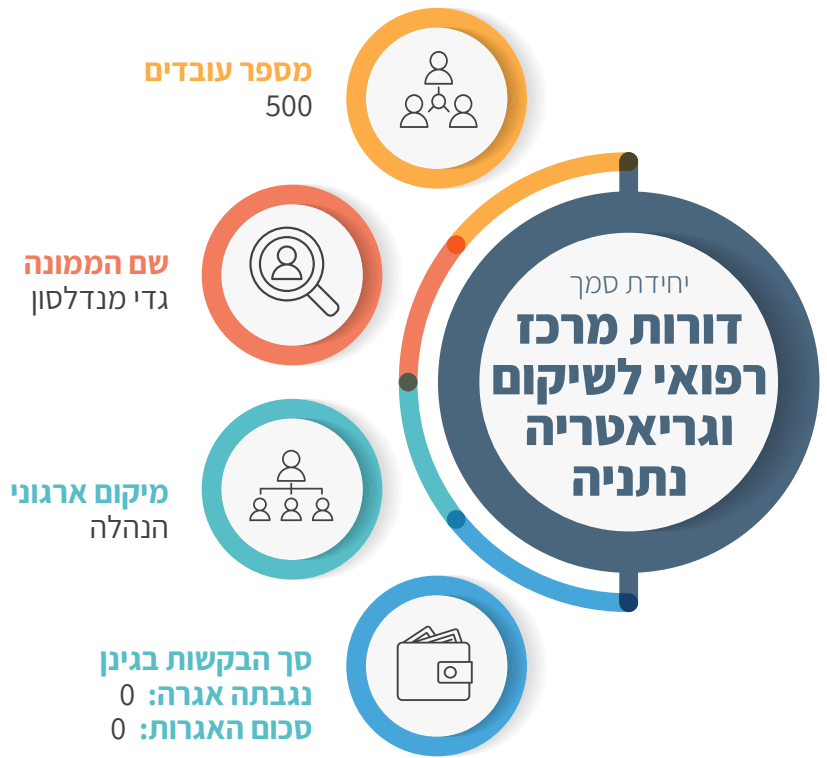 יחידת סמך
דורות מרכז
רפואי לשיקום
וגריאטריה
נתניה
מספר עובדים
500
שם הממונה
גדי מנדלסון
מיקום ארגוני
הנהלה
סך הבקשות בגינן
נגבתה אגרה: 0
סכום האגרות: 0